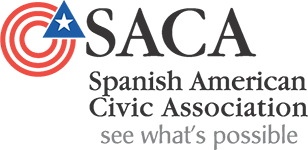 SACA
Spanish American
Civic Association
see what's possible